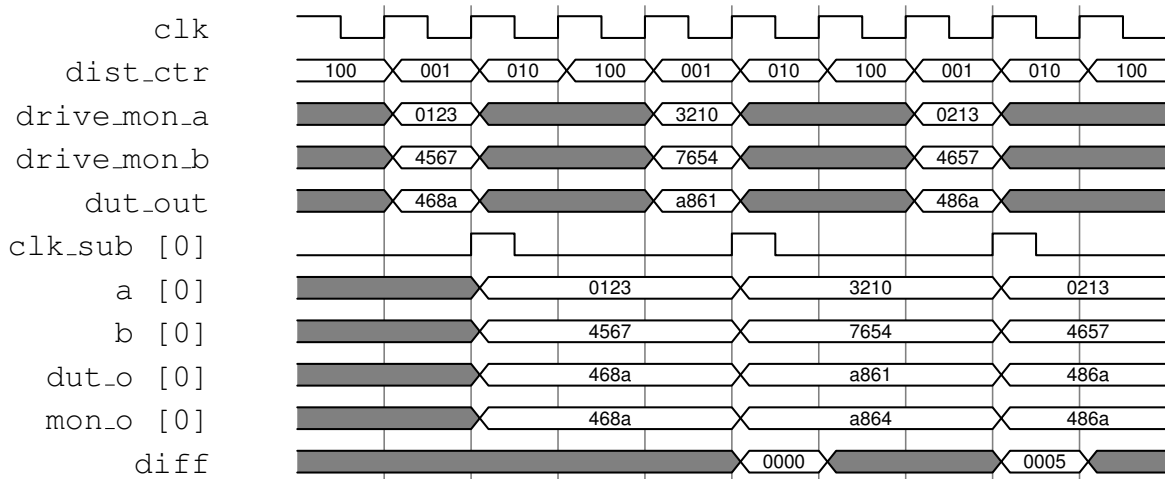 clk
dist_ctr 100 001 010 100 001 010 100 001 010 100
drive_mon_a 0123 3210 0213
drive_mon_b 4567 7654 4657
dut_out 468a a861 486a
clk_sub [0]
a [0] 0123 3210 0213
b [0] 4567 7654 4657
dut_o [0] 468a a861 486a
mon_o [0] 468a a864 486a
diff 0000 0005